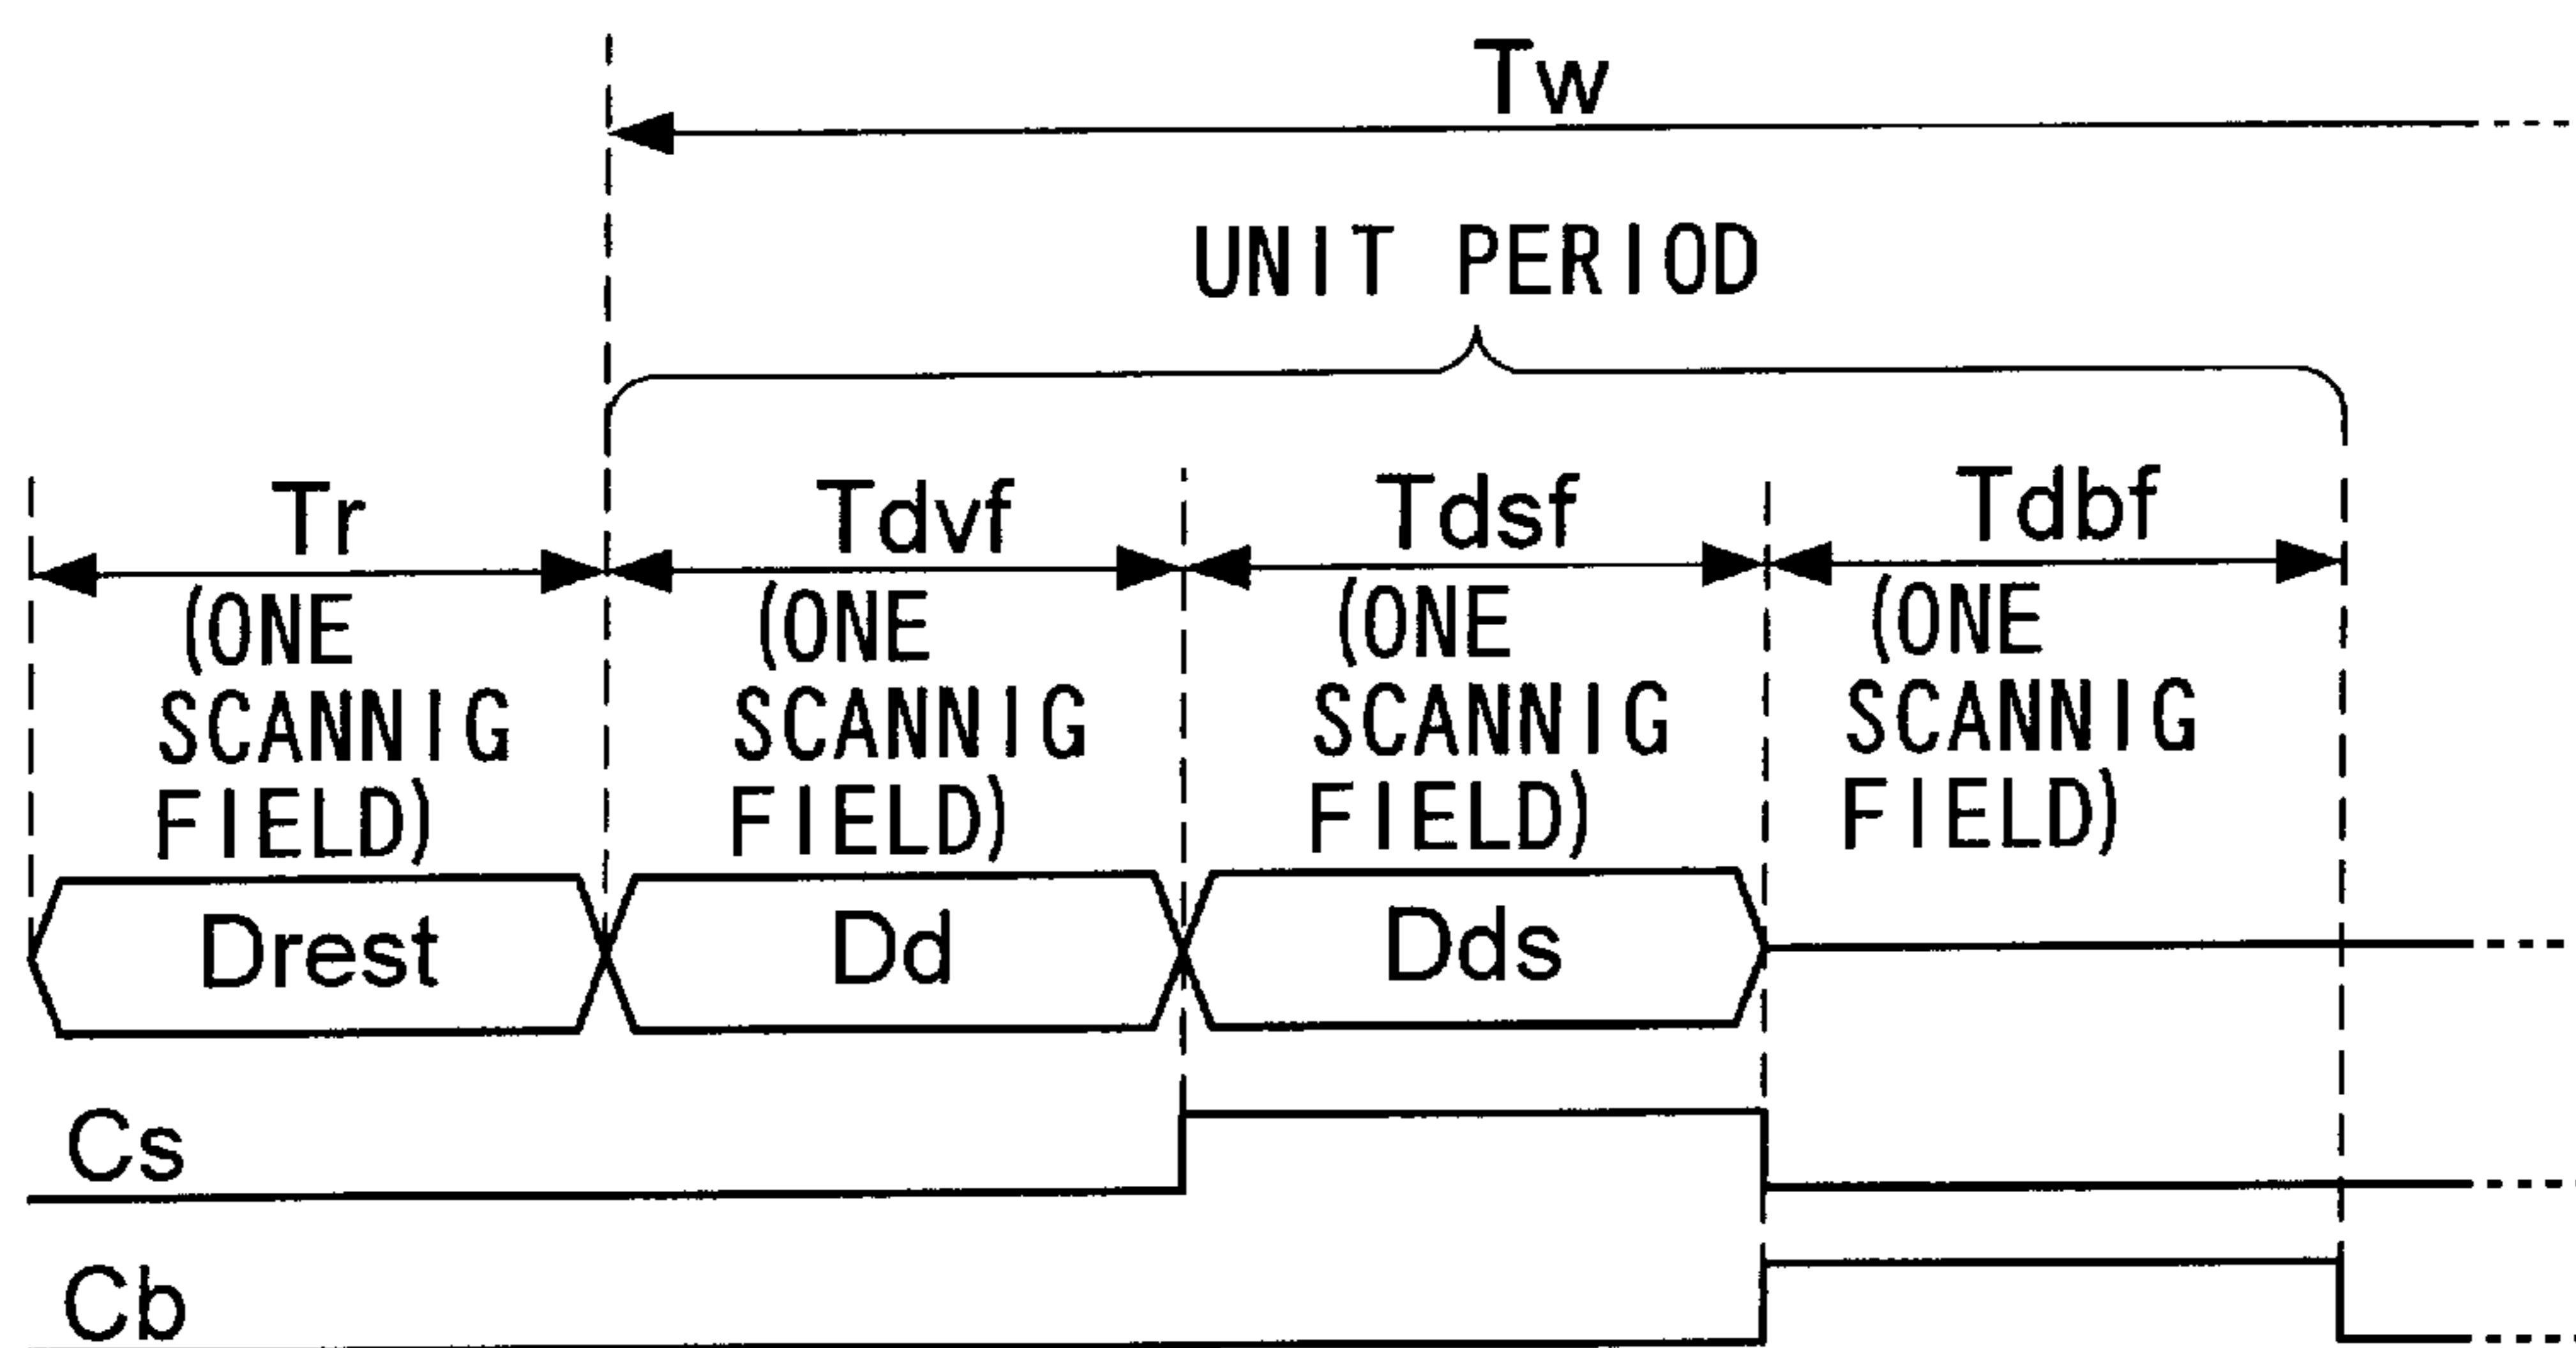 Tw
UNIT PERIOD
Tr
Tdvf
Tdsf
Tdbf
(ONE
SCANNIG
FIELD)
(ONE
SCANNIG
FIELD)
(ONE
SCANNIG
FIELD)
(ONE
SCANNIG
FIELD)
Drest
Dd
Dds
Cs
Cb